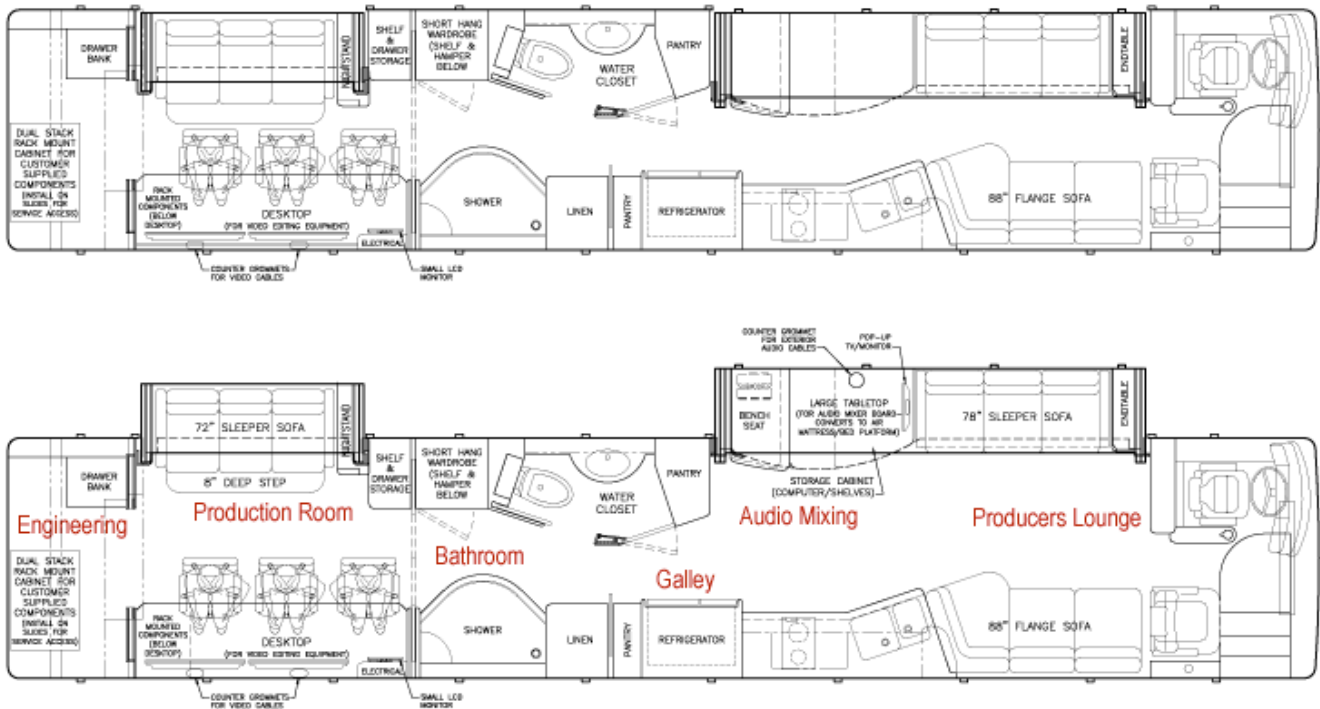 DRAWER
BANK
NIGHTSTAND
SHELF
&
DRAWER
STORAGE
SHORT HANG
WARDROBE
(SHELF &
HAMPER
BELOW)
WATER
CLOSET
PANTRY
ENDTABLE
DUAL STACK
RACK MOUNT
CABINET FOR
CUSTOMER
SUPPLIED
COMPONENTS
(INSTALL ON
SLIDES FOR
SERVICE ACCESS)
RACK
MOUNTED
COMPONENTS
(BELOW
DESKTOP)
DESKTOP
(FOR VIDEO EDITING EQUIPMENT)
ELECTRICAL
SHOWER
LINEN
PANTRY
REFRIGERATOR
88" FLANGE SOFA
COUNTER GROMMETS
FOR VIDEO CABLES
SMALL LCD
MONITOR
COUNTER GROMMET
FOR EXTERIOR
AUDIO CABLES
POP-UP
TV/MONITOR
72" SLEEPER SOFA
NIGHTSTAND
8" DEEP STEP
SUBWOOFER
BENCH
SEAT
LARGE TABLETOP
(FOR AUDIO MIXER BOARD-
CONVERTS TO AIR
MATTRESS/BED PLATFORM)
78" SLEEPER SOFA
ENDTABLE
DRAWER
BANK
SHELF
&
DRAWER
STORAGE
SHORT HANG
WARDROBE
(SHELF &
HAMPER
BELOW)
WATER
CLOSET
PANTRY
STORAGE CABINET
(COMPUTER/SHELVES)
Engineering
Production Room
Bathroom
Galley
Audio Mixing
Producers Lounge
DUAL STACK
RACK MOUNT
CABINET FOR
CUSTOMER
SUPPLIED
COMPONENTS
(INSTALL ON
SLIDES FOR
SERVICE ACCESS)
RACK
MOUNTED
COMPONENTS
(BELOW
DESKTOP)
DESKTOP
(FOR VIDEO EDITING EQUIPMENT)
ELECTRICAL
SHOWER
LINEN
PANTRY
REFRIGERATOR
88" FLANGE SOFA
COUNTER GROMMETS
FOR VIDEO CABLES
SMALL LCD
MONITOR